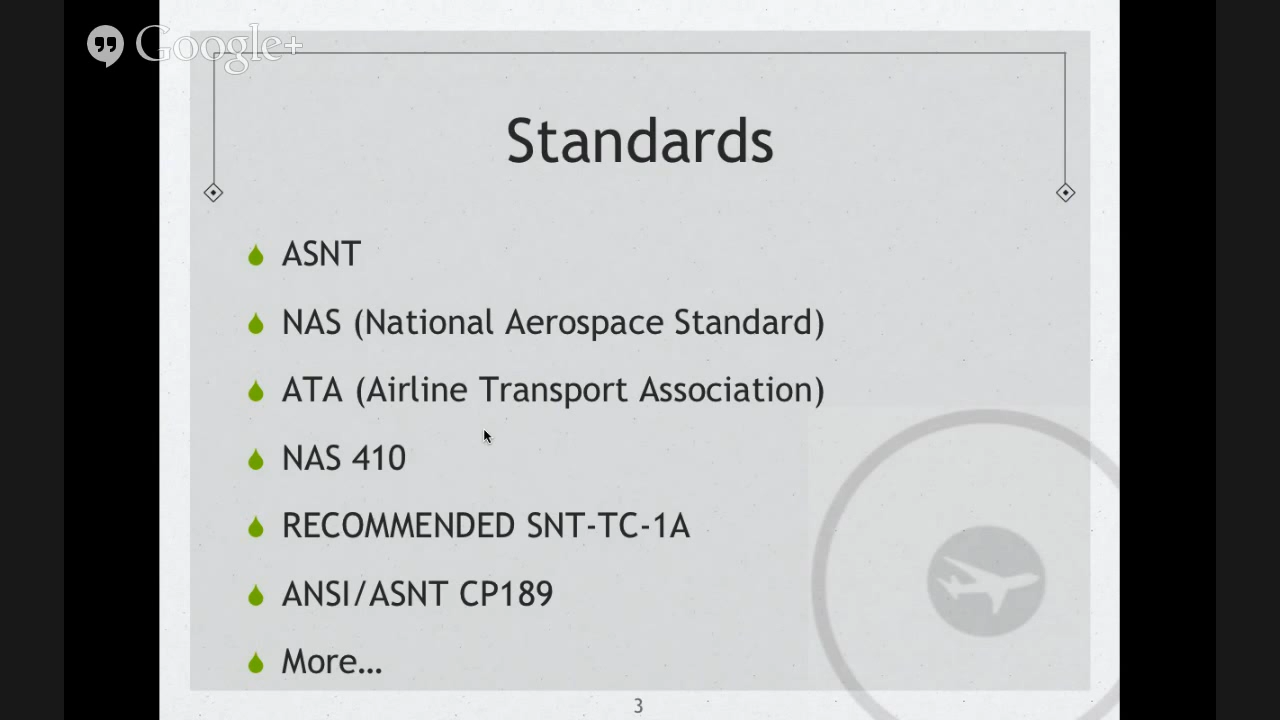 Google+
Standards
ASNT
NAS (National Aerospace Standard)
ATA (Airline Transport Association)
NAS 410
RECOMMENDED SNT-TC-1A
ANSI/ASNT CP189
More…
3